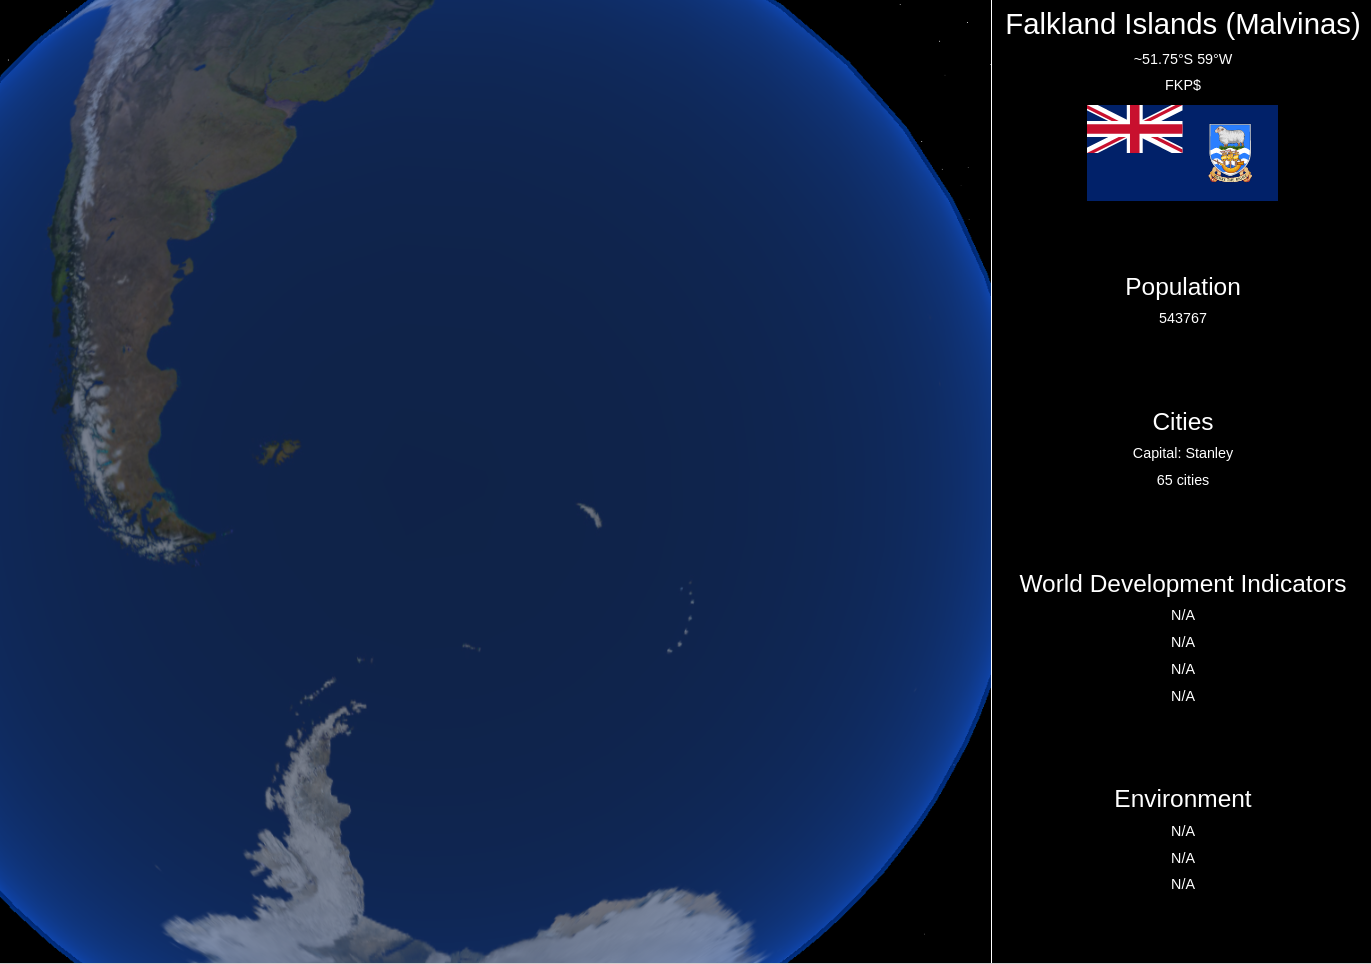 Falkland Islands (Malvinas)
~51.75°S 59°W
FKP$
Population
543767
Cities
Capital: Stanley
65 cities
World Development Indicators
N/A
N/A
N/A
N/A
Environment
N/A
N/A
N/A